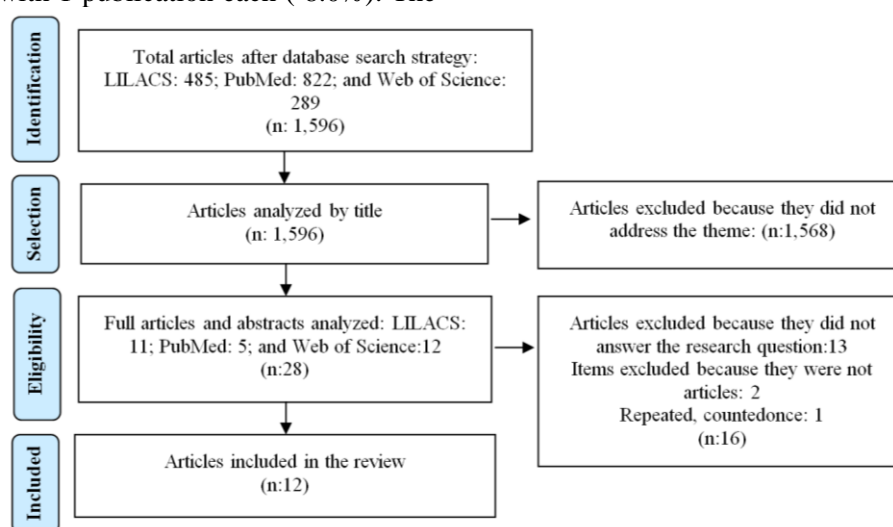 with 1 publication each ( 8.0%). The
Identification
Total articles after database search strategy:
LILACS: 485; PubMed: 822; and Web of Science:
289
(n: 1,596)
Selection
Articles analyzed by title
(n: 1,596)
Articles excluded because they did not
address the theme: (n:1,568)
Eligibility
Full articles and abstracts analyzed: LILACS:
11; PubMed: 5; and Web of Science:12
(n:28)
Articles excluded because they did not
answer the research question:13
Items excluded because they were not
articles: 2
Repeated, countedonce: 1
(n:16)
Included
Articles included in the review
(n:12)